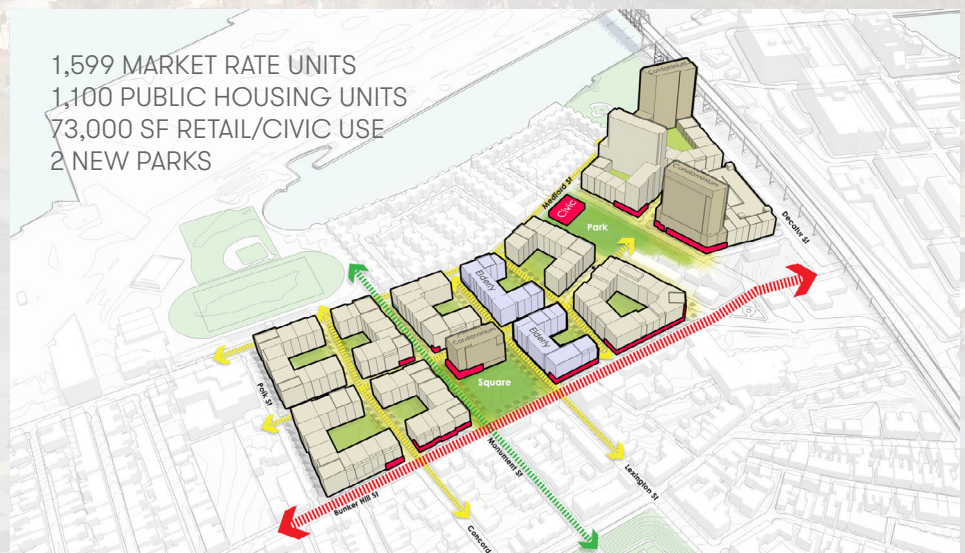 1,599 MARKET RATE UNITS
1,100 PUBLIC HOUSING UNITS
73,000 SF RETAIL/CIVIC USE
2 NEW PARKS
Condominium
Medford St
Civic
Condominium
Park
Decatur St
Elderly
Elderly
Condominium
Square
Polk St
Monument St
Lexington St
Bunker Hill St
Concord